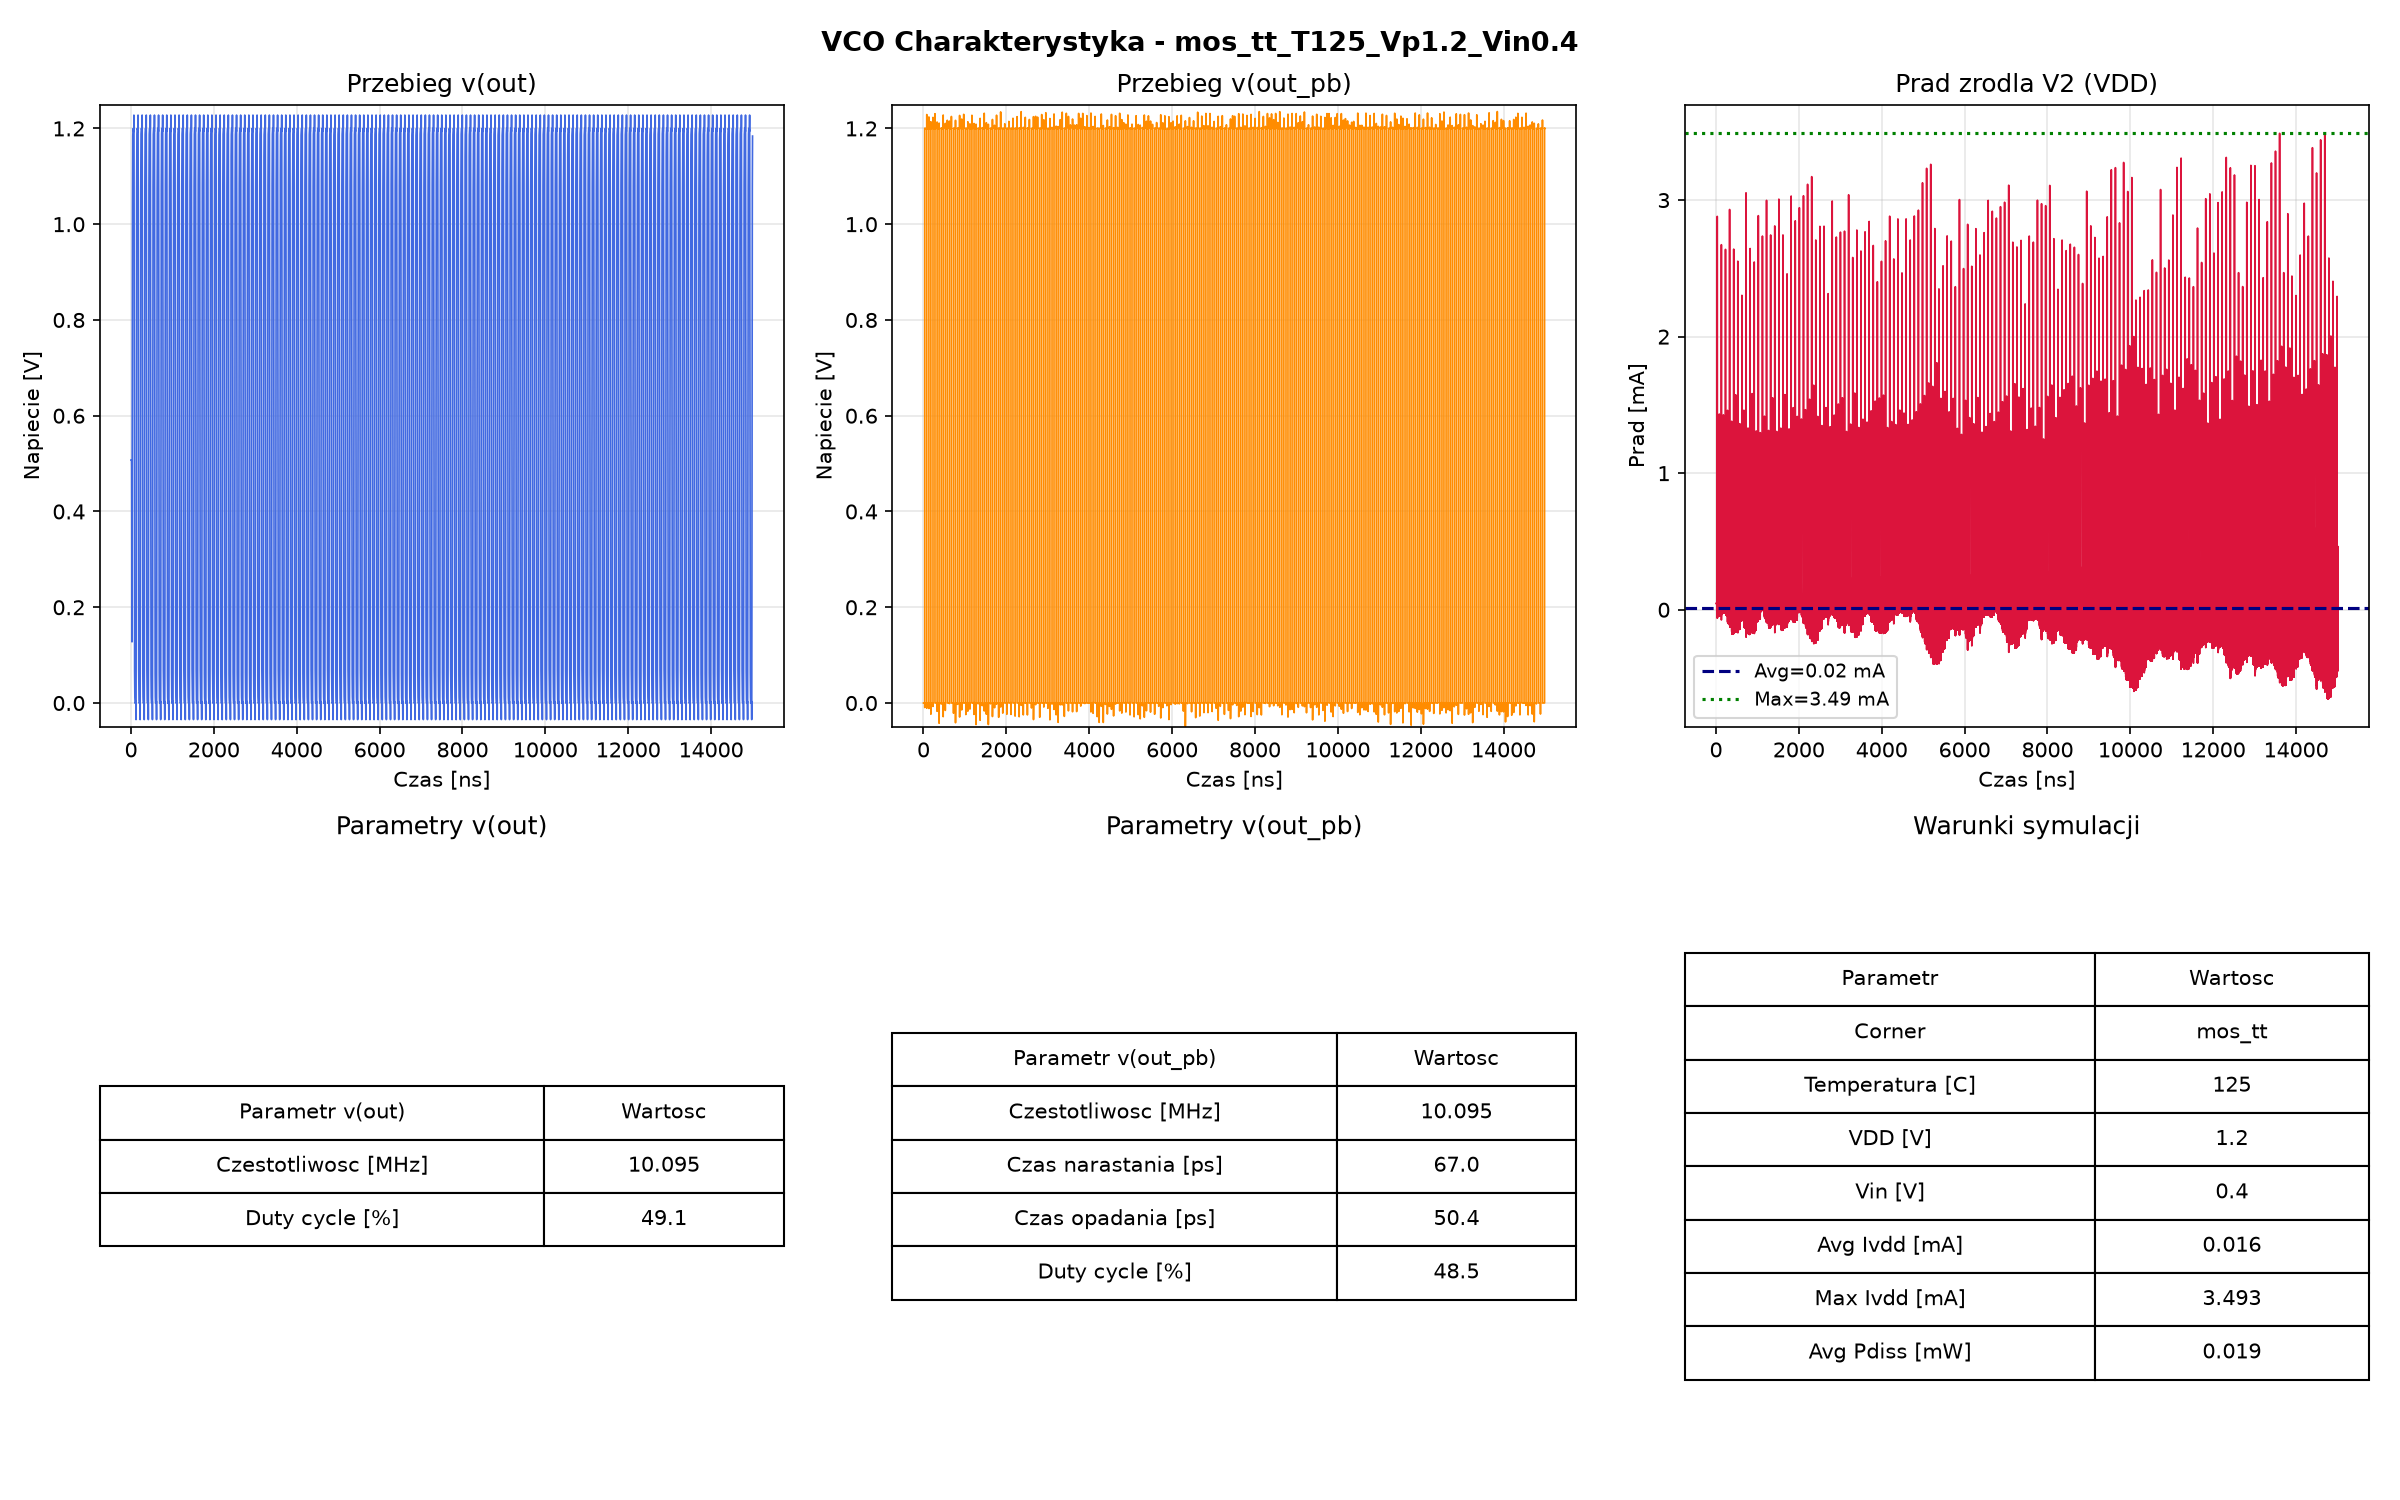 VCO Charakterystyka - mos_tt_T125_Vp1.2_Vin0.4
Przebieg v(out)
Napiecie [V]
1.2
1.0
0.8
0.6
0.4
0.2
0.0
0 2000 4000 6000 8000 10000 12000 14000
Czas [ns]
Przebieg v(out_pb)
Napiecie [V]
1.2
1.0
0.8
0.6
0.4
0.2
0.0
0 2000 4000 6000 8000 10000 12000 14000
Czas [ns]
Prad zrodla V2 (VDD)
Prad [mA]
3
2
1
0
Avg=0.02 mA
Max=3.49 mA
0 2000 4000 6000 8000 10000 12000 14000
Czas [ns]
Parametry v(out)
Parametr v(out) Wartosc
Czestotliwosc [MHz] 10.095
Duty cycle [%] 49.1
Parametry v(out_pb)
Parametr v(out_pb) Wartosc
Czestotliwosc [MHz] 10.095
Czas narastania [ps] 67.0
Czas opadania [ps] 50.4
Duty cycle [%] 48.5
Warunki symulacji
Parametr Wartosc
Corner mos_tt
Temperatura [C] 125
VDD [V] 1.2
Vin [V] 0.4
Avg Ivdd [mA] 0.016
Max Ivdd [mA] 3.493
Avg Pdiss [mW] 0.019